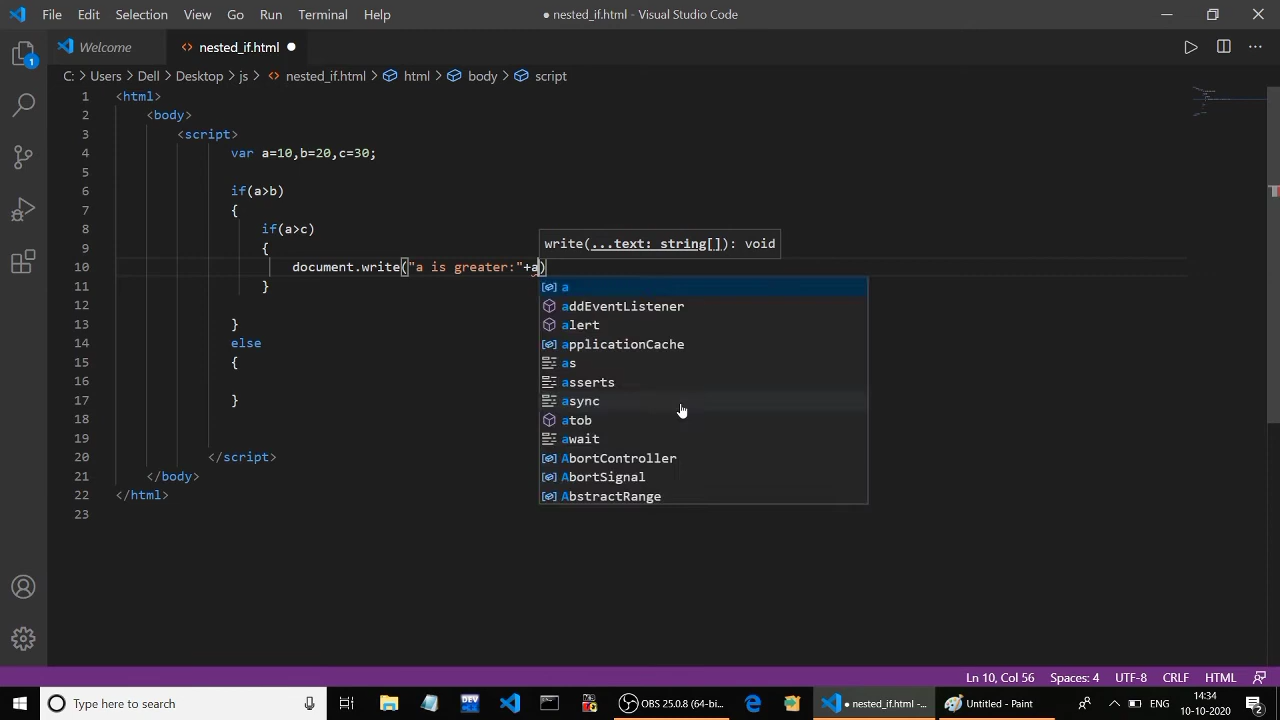 File Edit Selection View Go Run Terminal Help ● nested_if.html - Visual Studio Code
Welcome nested_if.html ●
C: > Users > Dell > Desktop > js > nested_if.html > html > body > script
1 <html>
2 <body>
3 <script>
4 var a=10,b=20,c=30;
5
6 if(a>b)
7 {
8 if(a>c)
9 {
write(...text: string[]): void
10 document.write("a is greater:"+a)
11 }
12
13 }
14 else
15 {
16
17 }
18
19
20 </script>
21 </body>
22 </html>
23
a
addEventListener
alert
applicationCache
as
asserts
async
atob
await
AbortController
AbortSignal
AbstractRange
1
Ln 10, Col 56 Spaces: 4 UTF-8 CRLF HTML
Type here to search
DEV
OBS 25.0.8 (64-bi...
● nested_if.html -...
Untitled - Paint
ENG
14:34
10-10-2020
2